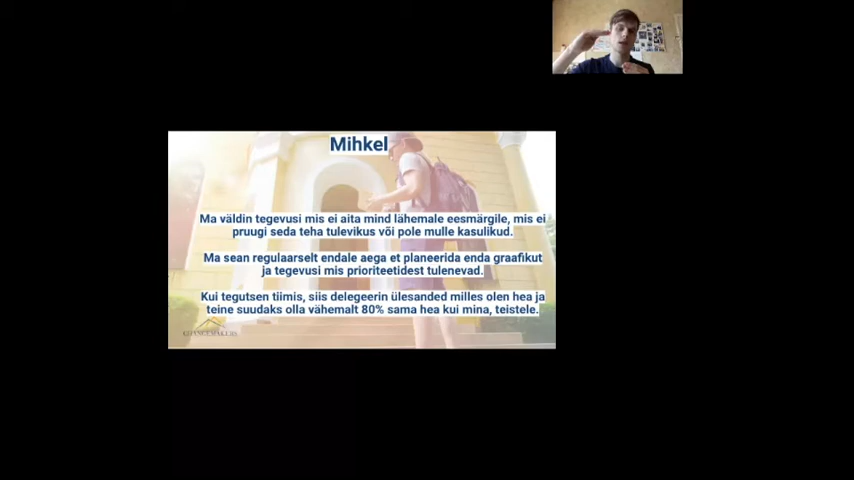 Mihkel
Ma väldin tegevusi mis ei aita mind lähemale eesmärgile, mis ei
pruugi seda teha tulevikus või pole mulle kasulikud.
Ma sean regulaarselt endale aega et planeerida enda graafikut
ja tegevusi mis prioriteetidest tulenevad.
Kui tegutsen tiimis, siis delegeerin ülesanded milles olen hea ja
teine suudaks olla vähemalt 80% sama hea kui mina, teistele.
CHANGEMAKERS